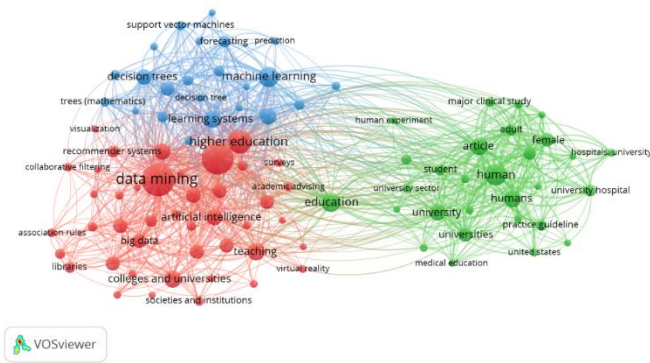 support vector machines
forecasting
prediction
decision trees
machine learning
trees (mathematics)
decision tree
learning systems
visualization
higher education
recommender systems
surveys
collaborative filtering
data mining
academic advising
artificial intelligence
education
association rules
big data
teaching
libraries
colleges and universities
virtual reality
societies and institutions
major clinical study
human experiment
adult
article
female
hospitals, university
student
human
university sector
university hospital
humans
university
practice guideline
universities
united states
medical education
VOSviewer